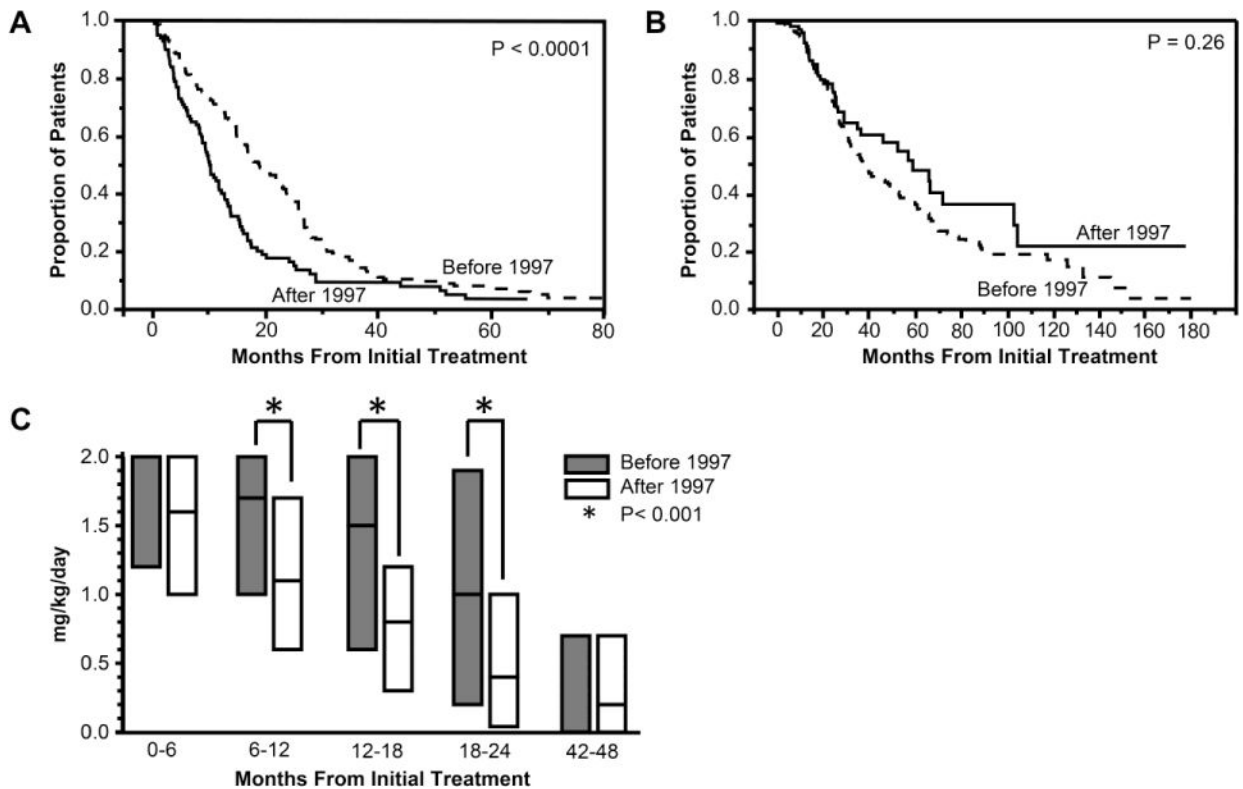 A
P < 0.0001
Proportion of Patients
1.0
0.8
0.6
0.4
0.2
0.0
Before 1997
After 1997
0 20 40 60 80
Months From Initial Treatment
B
P = 0.26
Proportion of Patients
1.0
0.8
0.6
0.4
0.2
0.0
After 1997
Before 1997
0 20 40 60 80 100 120 140 160 180
Months From Initial Treatment
C
mg/kg/day
2.0
1.5
1.0
0.5
0.0
* * *
Before 1997
After 1997
* P< 0.001
0-6 6-12 12-18 18-24 42-48
Months From Initial Treatment